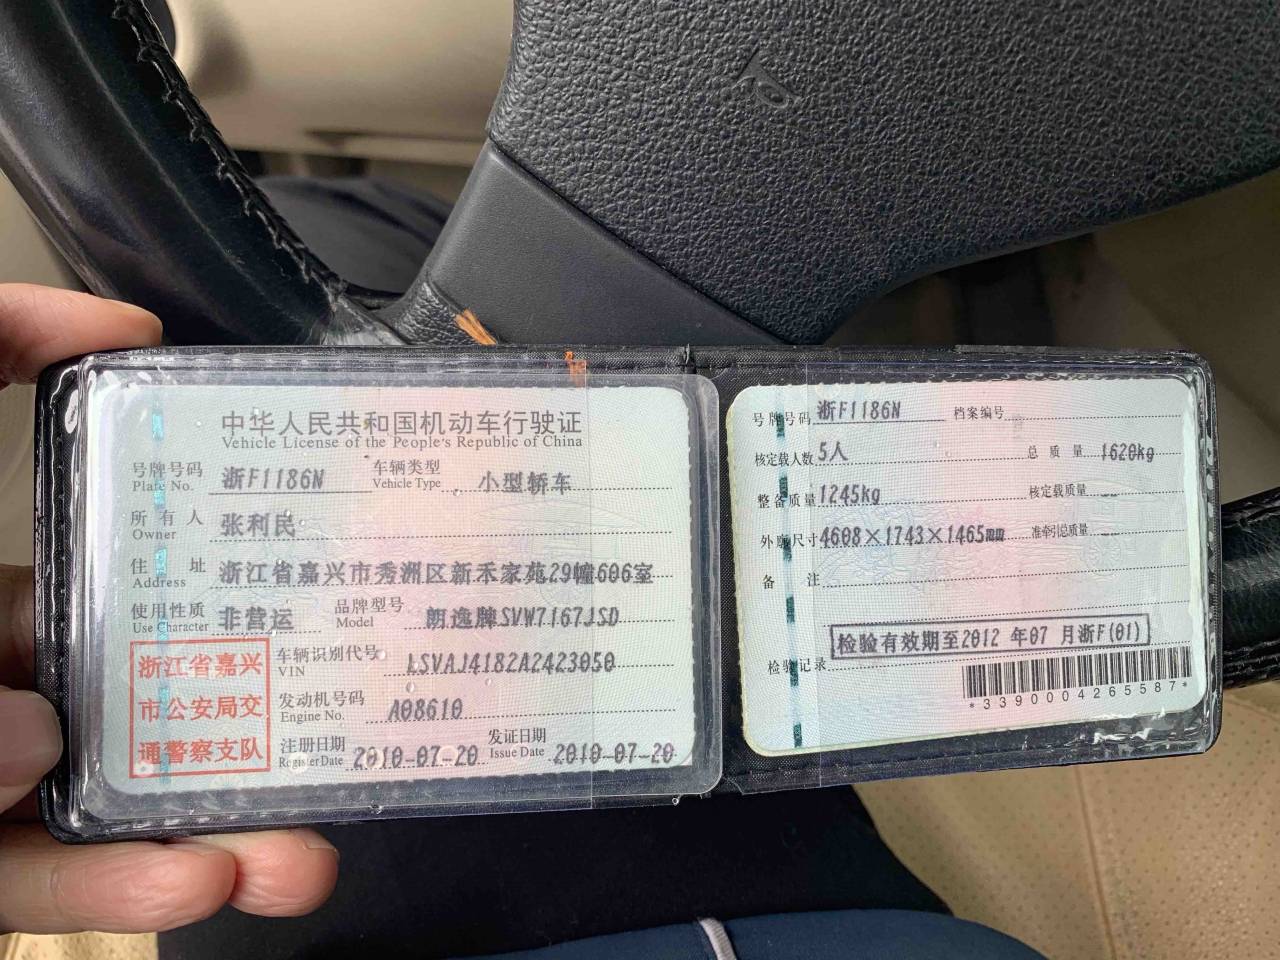 中华人民共和国机动车行驶证
Vehicle License of the People's Republic of China
号牌号码 浙F1186N 车辆类型 小型轿车
Plate No. Vehicle Type
所有人 张利民
Owner
住址 浙江省嘉兴市秀洲区新禾家苑29幢606室
Address
使用性质 非营运 品牌型号 朗逸牌SVW7167JSD
Use Character Model
浙江省嘉兴
市公安局交
通警察支队
车辆识别代号 LSVAJ4182A2423050
VIN
发动机号码 A08610
Engine No.
注册日期 2010-07-20 发证日期 2010-07-20
Register Date Issue Date
号牌号码 浙F1186N 档案编号
核定载人数 5人 总质量 1620kg
整备质量 1245kg 核定载质量 --
外廓尺寸 4608×1743×1465mm 准牵引总质量 --
备注
检验有效期至2012 年07 月浙F(01)
检验记录
*3390004265587*